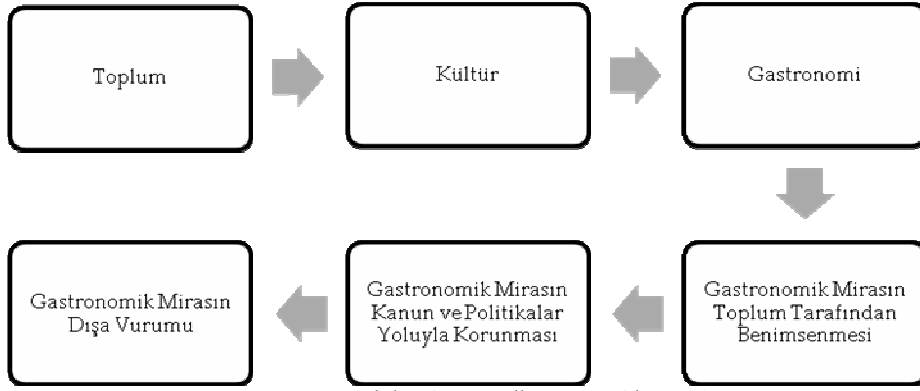 Toplum
Kültür
Gastronomi
Gastronomik Mirasın
Toplum Tarafından
Benimsenmesi
Gastronomik Mirasın
Kanun ve Politikalar
Yoluyla Korunması
Gastronomik Mirasın
Dışa Vurumu